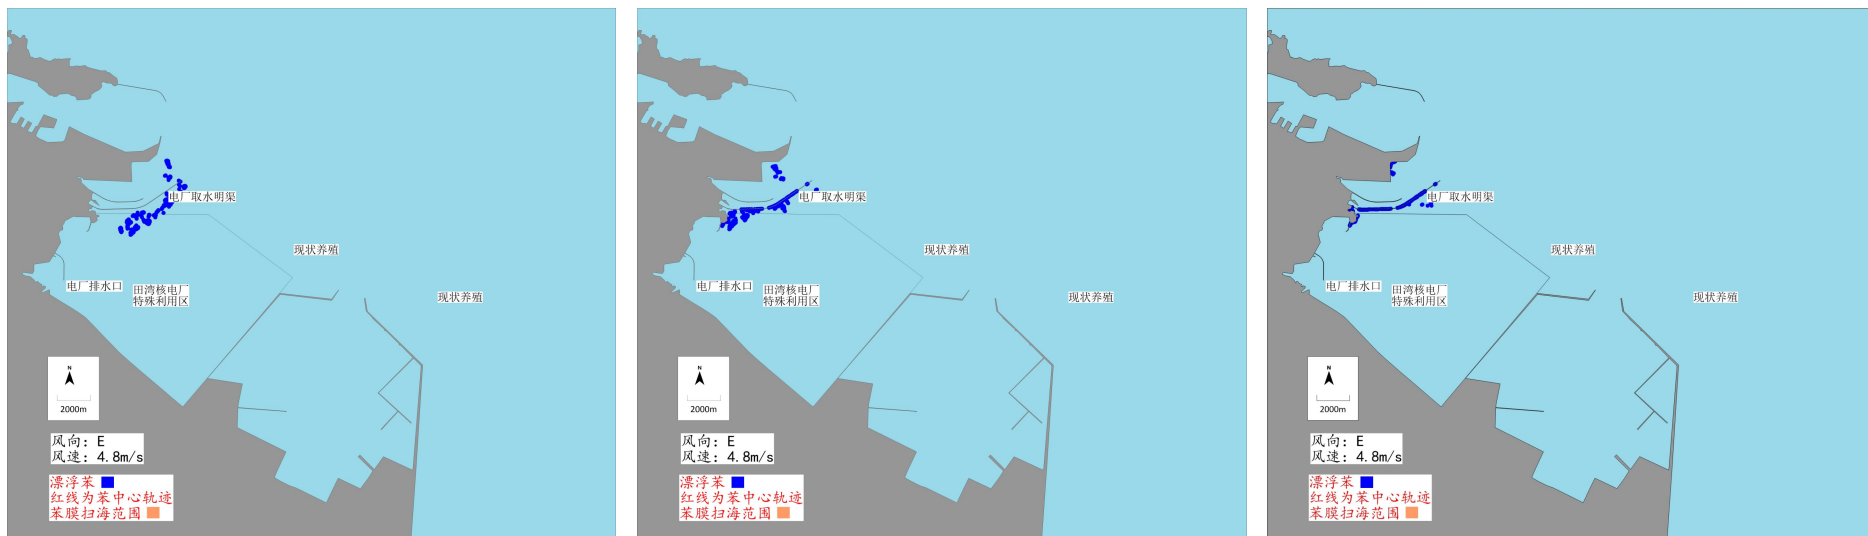 电厂取水明渠
现状养殖
现状养殖
电厂排水口
田湾核电厂
特殊利用区
N
2000m
风向: E
风速: 4.8m/s
漂浮苯
红线为苯中心轨迹
苯膜扫海范围
电厂取水明渠
现状养殖
现状养殖
电厂排水口
田湾核电厂
特殊利用区
N
2000m
风向: E
风速: 4.8m/s
漂浮苯
红线为苯中心轨迹
苯膜扫海范围
电厂取水明渠
现状养殖
现状养殖
电厂排水口
田湾核电厂
特殊利用区
N
2000m
风向: E
风速: 4.8m/s
漂浮苯
红线为苯中心轨迹
苯膜扫海范围